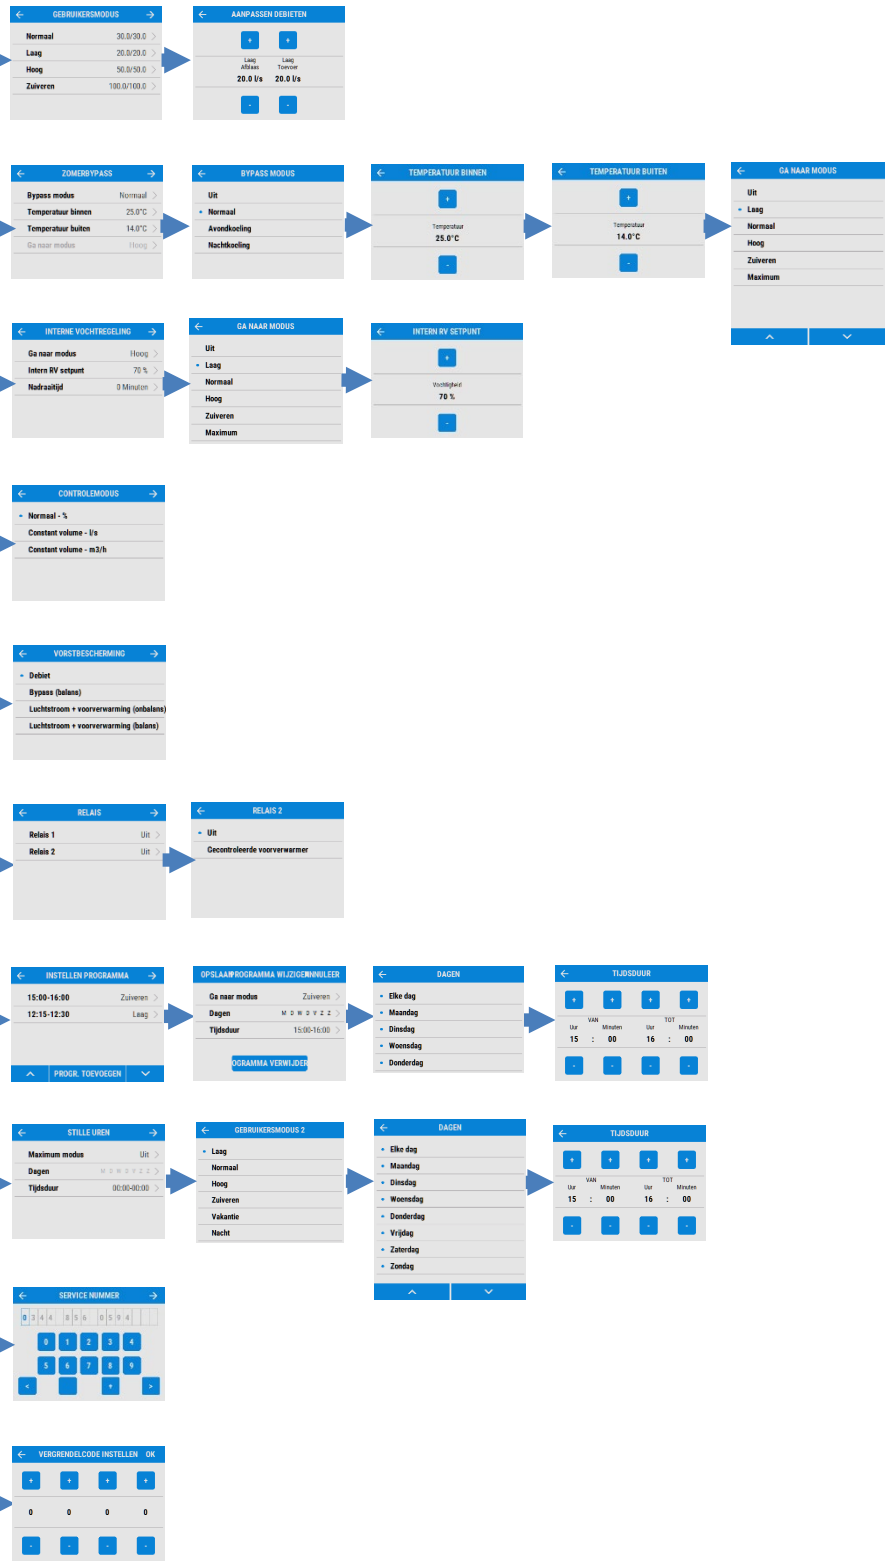 ← GEBRUIKERSMODUS →
Normaal 30.0/30.0 >
Laag 20.0/20.0 >
Hoog 50.0/50.0 >
Zuiveren 100.0/100.0 >
← AANPASSEN DEBIETEN
+ +
Laag Laag
Afblaas Toevoer
20.0 l/s 20.0 l/s
- -
← ZOMERBYPASS →
Bypass modus Normaal >
Temperatuur binnen 25.0°C >
Temperatuur buiten 14.0°C >
Ga naar modus Hoog >
← BYPASS MODUS
Uit
Normaal
Avondkoeling
Nachtkoeling
← TEMPERATUUR BINNEN
+
Temperatuur
25.0°C
-
← TEMPERATUUR BUITEN
+
Temperatuur
14.0°C
-
← GA NAAR MODUS
Uit
Laag
Normaal
Hoog
Zuiveren
Maximum
← INTERNE VOCHTREGELING →
Ga naar modus Hoog >
Intern RV setpunt 70 % >
Nadraaitijd 0 Minuten >
← GA NAAR MODUS
Uit
Laag
Normaal
Hoog
Zuiveren
Maximum
← INTERN RV SETPUNT
+
Vochtigheid
70 %
-
← CONTROLEMODUS →
Normaal - %
Constant volume - l/s
Constant volume - m3/h
← VORSTBESCHERMING →
Debiet
Bypass (balans)
Luchtstroom + voorverwarming (onbalans)
Luchtstroom + voorverwarming (balans)
← RELAIS →
Relais 1 Uit >
Relais 2 Uit >
← RELAIS 2
Uit
Gecontroleerde voorverwarmer
← INSTELLEN PROGRAMMA →
15:00-16:00 Zuiveren >
12:15-12:30 Laag >
PROGR. TOEVOEGEN
OPSLAAN PROGRAMMA WIJZIGEN ANNULEER
Ga naar modus Zuiveren >
Dagen M D W D V Z Z >
Tijdsduur 15:00-16:00 >
OGRAMMA VERWIJDER
← DAGEN
Elke dag
Maandag
Dinsdag
Woensdag
Donderdag
← TIJDSDUUR
+ + + +
VAN TOT
Uur Minuten Uur Minuten
15 : 00 16 : 00
- - - -
← STILLE UREN →
Maximum modus Uit >
Dagen M D W D V Z Z >
Tijdsduur 00:00-00:00 >
← GEBRUIKERSMODUS 2
Laag
Normaal
Hoog
Zuiveren
Vakantie
Nacht
← DAGEN
Elke dag
Maandag
Dinsdag
Woensdag
Donderdag
Vrijdag
Zaterdag
Zondag
← TIJDSDUUR
+ + + +
VAN TOT
Uur Minuten Uur Minuten
15 : 00 16 : 00
- - - -
← SERVICE NUMMER →
0344 856 0594
0 1 2 3 4
5 6 7 8 9
< + >
← VERGRENDELCODE INSTELLEN OK
+ + + +
0 0 0 0
- - - -